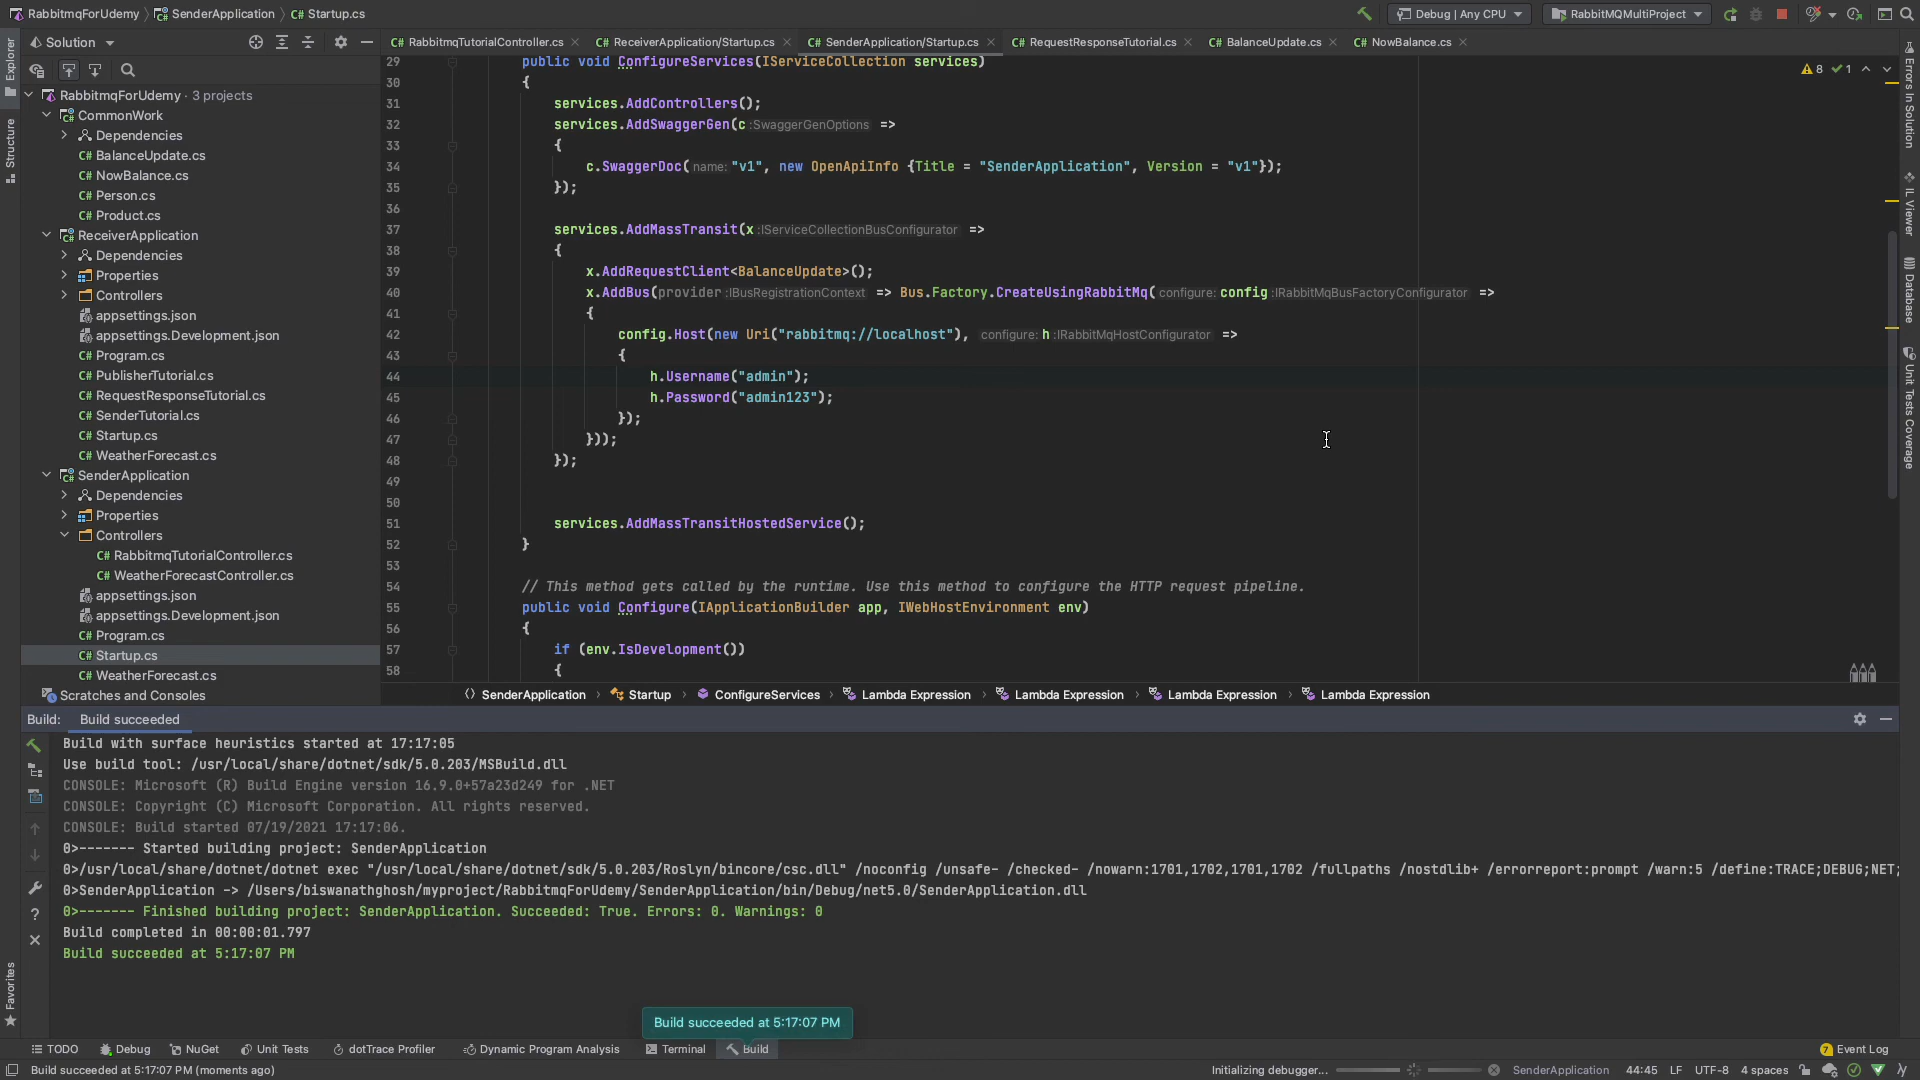 RabbitmqForUdemy SenderApplication C# Startup.cs Debug | Any CPU RabbitMQMultiProject
Solution
C# RabbitmqTutorialController.cs C# ReceiverApplication/Startup.cs C# SenderApplication/Startup.cs C# RequestResponseTutorial.cs C# BalanceUpdate.cs C# NowBalance.cs
Explorer
Structure
Favorites
RabbitmqForUdemy · 3 projects
CommonWork
Dependencies
C# BalanceUpdate.cs
C# NowBalance.cs
C# Person.cs
C# Product.cs
ReceiverApplication
Dependencies
Properties
Controllers
appsettings.json
appsettings.Development.json
C# Program.cs
C# PublisherTutorial.cs
C# RequestResponseTutorial.cs
C# SenderTutorial.cs
C# Startup.cs
C# WeatherForecast.cs
SenderApplication
Dependencies
Properties
Controllers
C# RabbitmqTutorialController.cs
C# WeatherForecastController.cs
appsettings.json
appsettings.Development.json
C# Program.cs
C# Startup.cs
C# WeatherForecast.cs
Scratches and Consoles
29 public void ConfigureServices(IServiceCollection services)
30 {
31 services.AddControllers();
32 services.AddSwaggerGen(c :SwaggerGenOptions =>
33 {
34 c.SwaggerDoc( name: "v1", new OpenApiInfo {Title = "SenderApplication", Version = "v1"});
35 });
36
37 services.AddMassTransit(x :IServiceCollectionBusConfigurator =>
38 {
39 x.AddRequestClient<BalanceUpdate>();
40 x.AddBus(provider :IBusRegistrationContext => Bus.Factory.CreateUsingRabbitMq( configure: config :IRabbitMqBusFactoryConfigurator =>
41 {
42 config.Host(new Uri("rabbitmq://localhost"), configure: h :IRabbitMqHostConfigurator =>
43 {
44 h.Username("admin");
45 h.Password("admin123");
46 });
47 }));
48 });
49
50
51 services.AddMassTransitHostedService();
52 }
53
54 // This method gets called by the runtime. Use this method to configure the HTTP request pipeline.
55 public void Configure(IApplicationBuilder app, IWebHostEnvironment env)
56 {
57 if (env.IsDevelopment())
58 {
8 1
Errors In Solution
IL Viewer
Database
Unit Tests Coverage
SenderApplication Startup ConfigureServices Lambda Expression Lambda Expression Lambda Expression Lambda Expression
Build: Build succeeded
Build with surface heuristics started at 17:17:05
Use build tool: /usr/local/share/dotnet/sdk/5.0.203/MSBuild.dll
CONSOLE: Microsoft (R) Build Engine version 16.9.0+57a23d249 for .NET
CONSOLE: Copyright (C) Microsoft Corporation. All rights reserved.
CONSOLE: Build started 07/19/2021 17:17:06.
0>------- Started building project: SenderApplication
0>/usr/local/share/dotnet/dotnet exec "/usr/local/share/dotnet/sdk/5.0.203/Roslyn/bincore/csc.dll" /noconfig /unsafe- /checked- /nowarn:1701,1702,1701,1702 /fullpaths /nostdlib+ /errorreport:prompt /warn:5 /define:TRACE;DEBUG;NET;
0>SenderApplication -> /Users/biswanathghosh/myproject/RabbitmqForUdemy/SenderApplication/bin/Debug/net5.0/SenderApplication.dll
0>------- Finished building project: SenderApplication. Succeeded: True. Errors: 0. Warnings: 0
Build completed in 00:00:01.797
Build succeeded at 5:17:07 PM
Build succeeded at 5:17:07 PM
TODO Debug NuGet Unit Tests dotTrace Profiler Dynamic Program Analysis Terminal Build 7 Event Log
Build succeeded at 5:17:07 PM (moments ago) Initializing debugger... SenderApplication 44:45 LF UTF-8 4 spaces